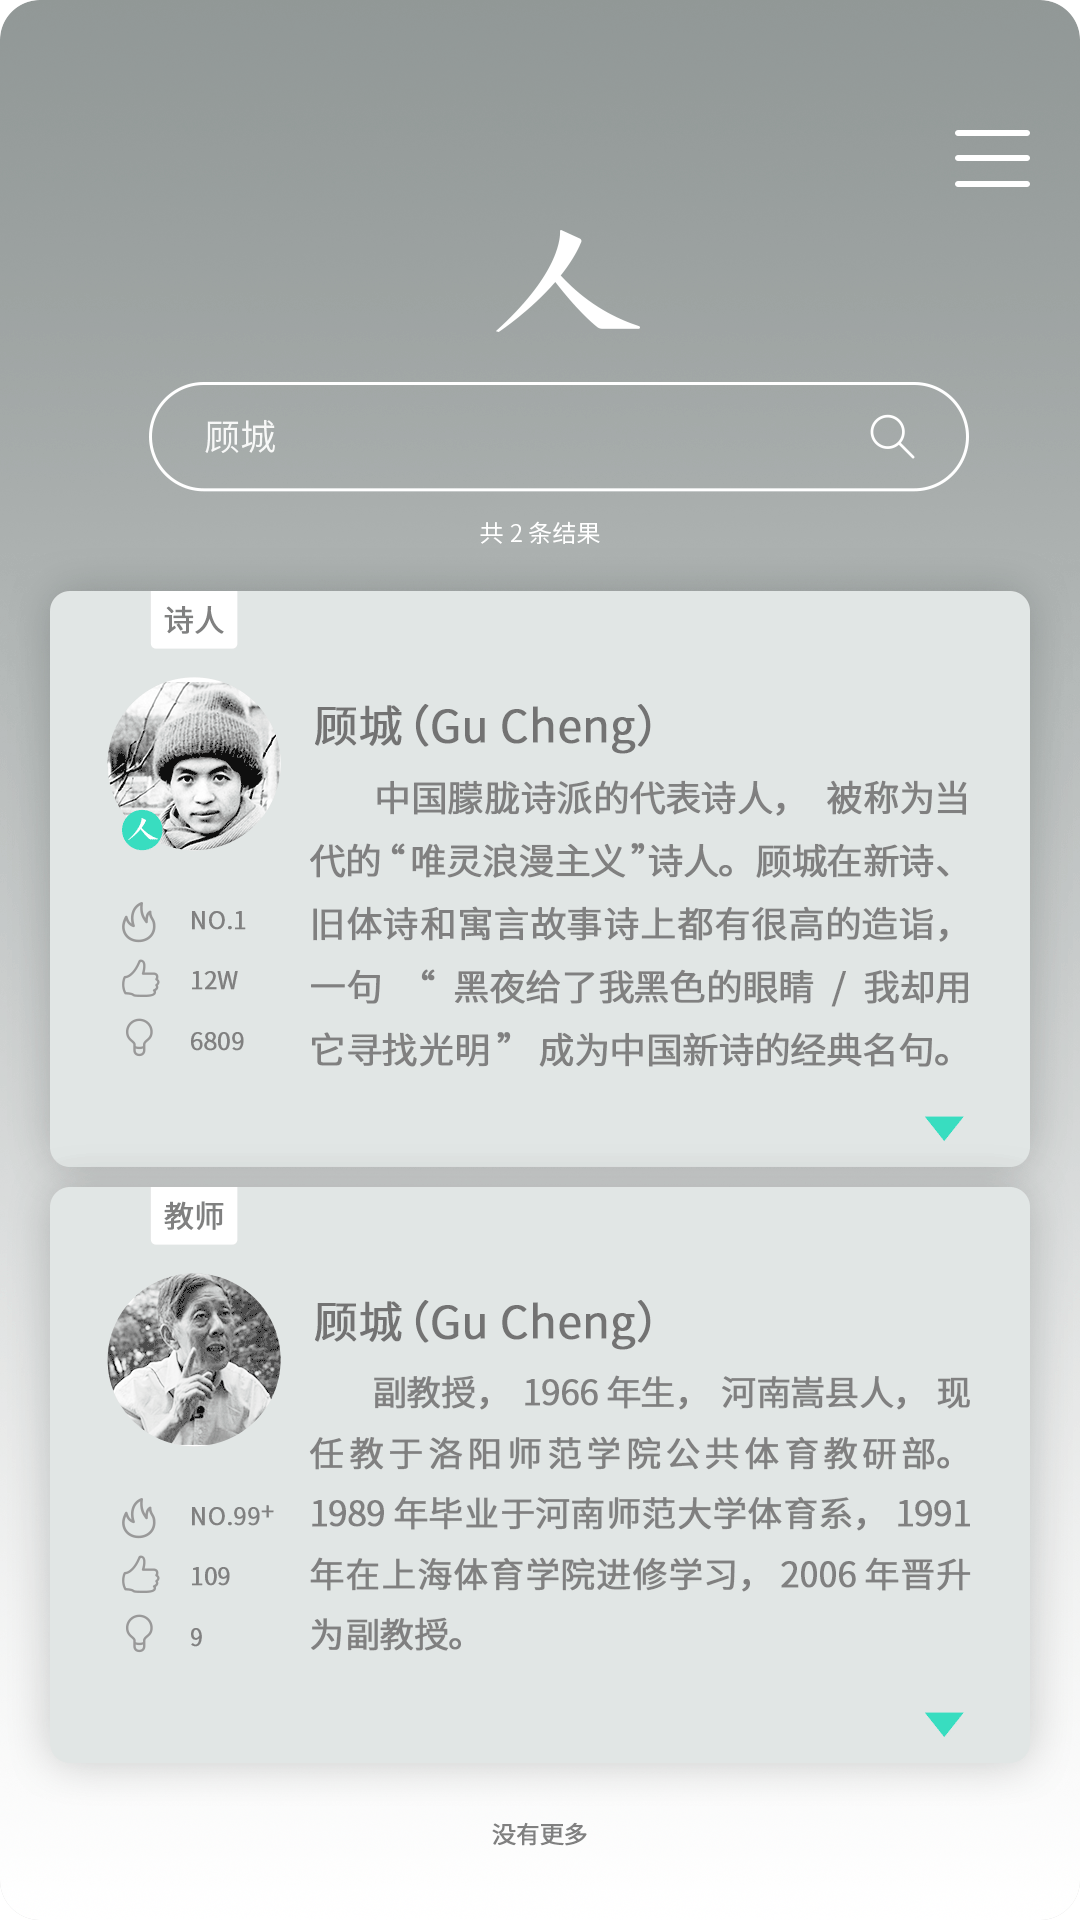 人
顾城
共 2 条结果
诗人
顾城（Gu Cheng）
中国朦胧诗派的代表诗人， 被称为当
代的“唯灵浪漫主义”诗人。顾城在新诗、
旧体诗和寓言故事诗上都有很高的造诣，
一句 “ 黑夜给了我黑色的眼睛 / 我却用
它寻找光明” 成为中国新诗的经典名句。
人
NO.1
12W
6809
教师
顾城（Gu Cheng）
副教授， 1966 年生， 河南嵩县人， 现
任教于洛阳师范学院公共体育教研部。
1989 年毕业于河南师范大学体育系， 1991
年在上海体育学院进修学习， 2006 年晋升
为副教授。
NO.99+
109
9
没有更多